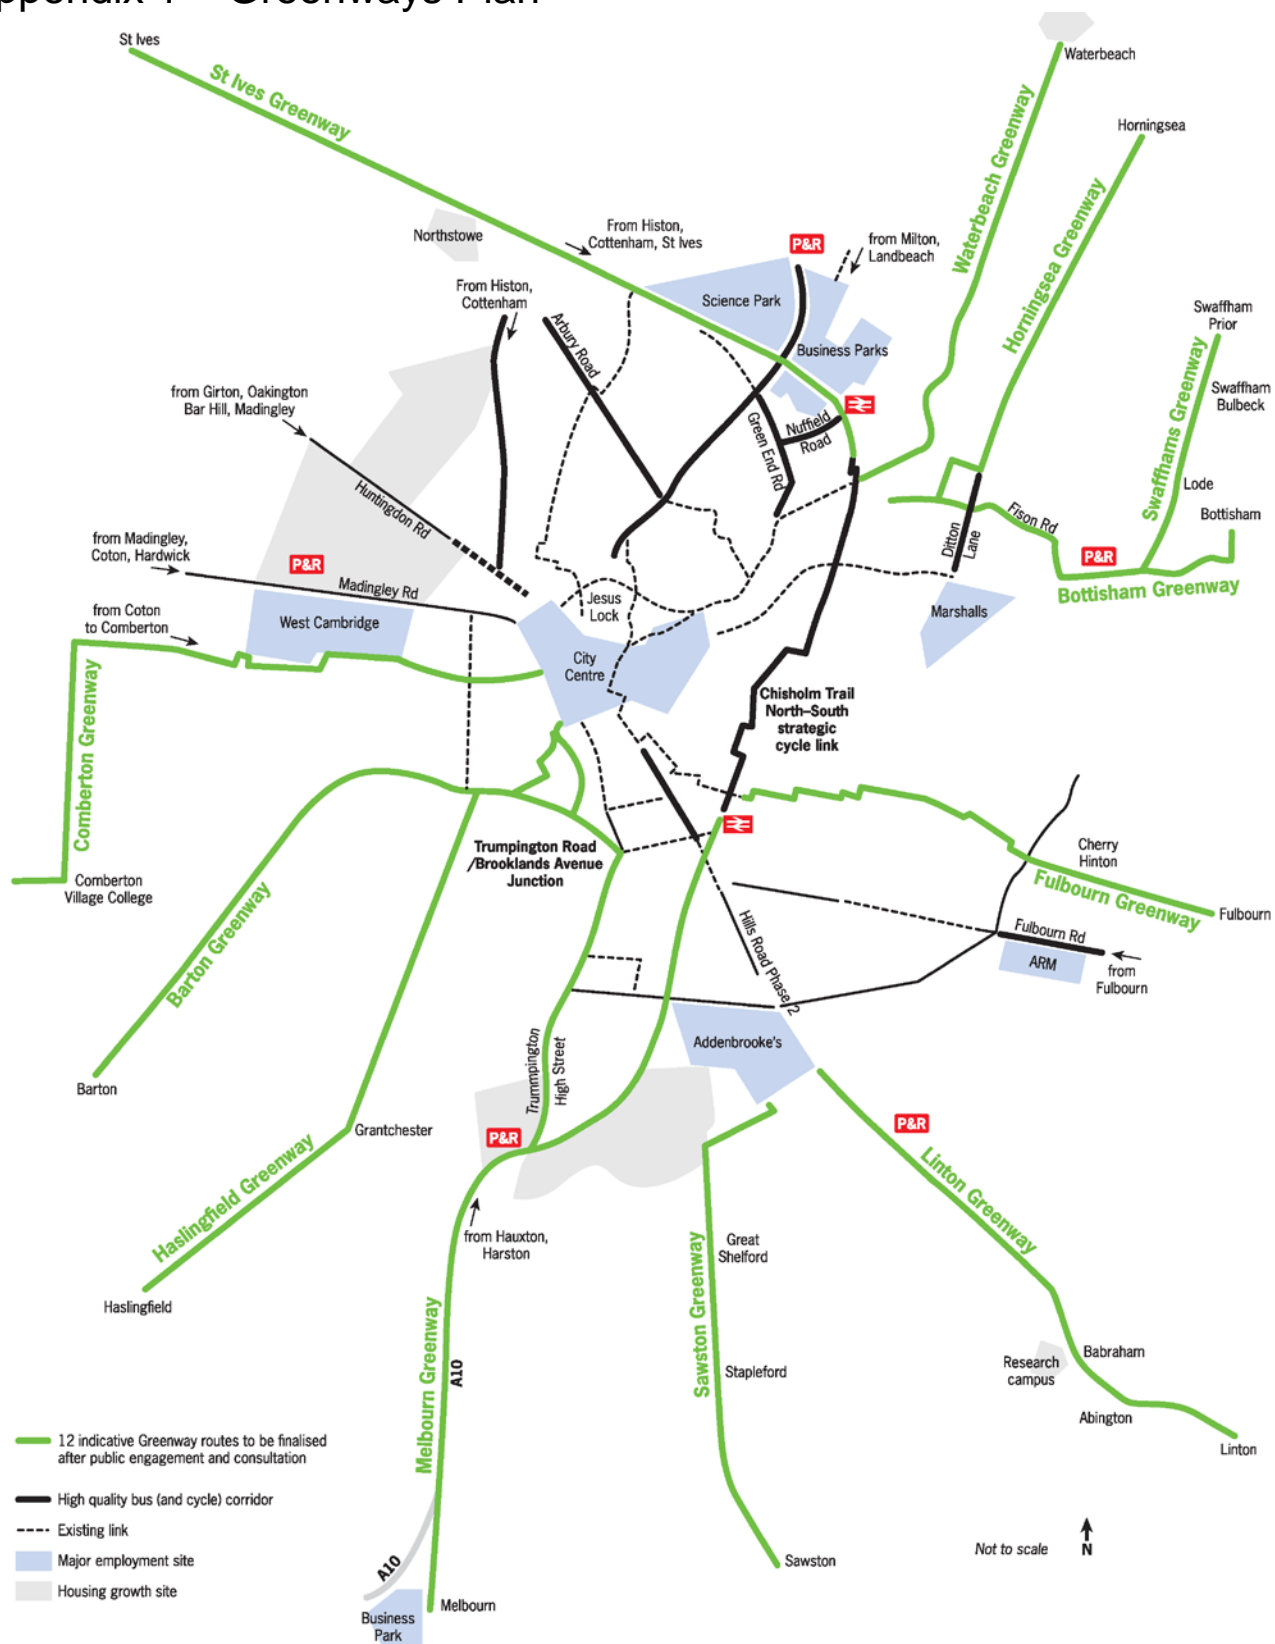 Greenways Plan
St Ives
St Ives Greenway
Waterbeach
Waterbeach Greenway
Horningsea
Horningsea Greenway
Northstowe
From Histon,
Cottenham, St Ives
P&R
from Milton,
Landbeach
Science Park
Business Parks
From Histon,
Cottenham
Arbury Road
Swaffham
Prior
Swaffham
Bulbeck
Swaffhams Greenway
Lode
Bottisham
from Girton, Oakington
Bar Hill, Madingley
Huntingdon Rd
Green End Rd
Nuffield
Road
Fison Rd
Ditton
Lane
P&R
Bottisham Greenway
from Madingley,
Coton, Hardwick
P&R
Madingley Rd
from Coton
to Comberton
West Cambridge
Jesus
Lock
City
Centre
Marshalls
Comberton Greenway
Chisholm Trail
North–South
strategic
cycle link
Trumpington Road
/Brooklands Avenue
Junction
Comberton
Village College
Barton Greenway
Cherry
Hinton
Fulbourn Greenway
Fulbourn
Fulbourn Rd
ARM
from
Fulbourn
Hills Road Phase 2
Addenbrooke's
Trummpington
High Street
Barton
Grantchester
P&R
P&R
Haslingfield Greenway
Linton Greenway
from Hauxton,
Harston
Great
Shelford
Haslingfield
Sawston Greenway
Melbourn Greenway
A10
Stapleford
Research
campus
Babraham
Abington
Linton
12 indicative Greenway routes to be finalised
after public engagement and consultation
High quality bus (and cycle) corridor
Existing link
Major employment site
Housing growth site
A10
Sawston
Not to scale
N
Melbourn
Business
Park